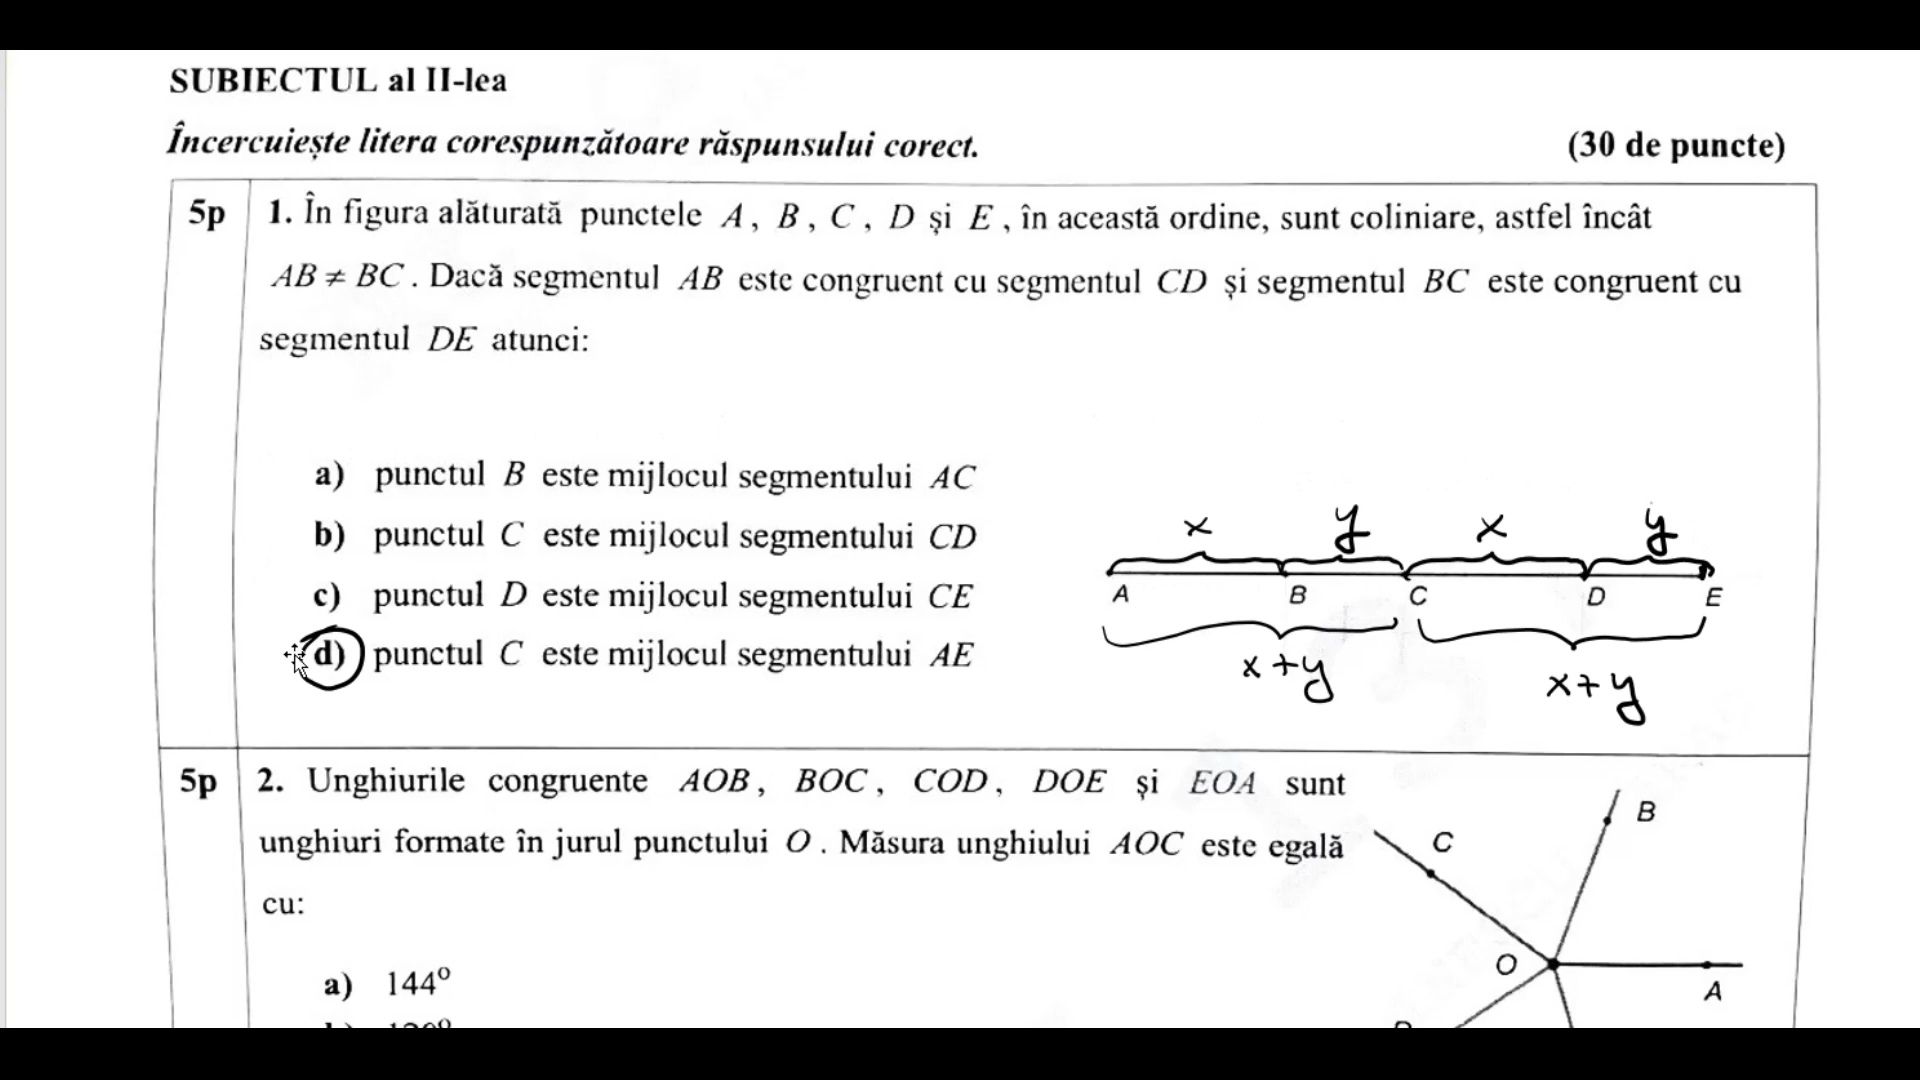 SUBIECTUL al II-lea
Încercuiește litera corespunzătoare răspunsului corect. (30 de puncte)
5p 1. În figura alăturată punctele A, B, C, D și E, în această ordine, sunt coliniare, astfel încât
AB ≠ BC. Dacă segmentul AB este congruent cu segmentul CD și segmentul BC este congruent cu
segmentul DE atunci:
a) punctul B este mijlocul segmentului AC
b) punctul C este mijlocul segmentului CD
c) punctul D este mijlocul segmentului CE
d) punctul C este mijlocul segmentului AE
x y x y
A B C D E
x+y x+y
5p 2. Unghiurile congruente AOB, BOC, COD, DOE și EOA sunt
unghiuri formate în jurul punctului O. Măsura unghiului AOC este egală
cu:
a) 144°
B
C
O
A